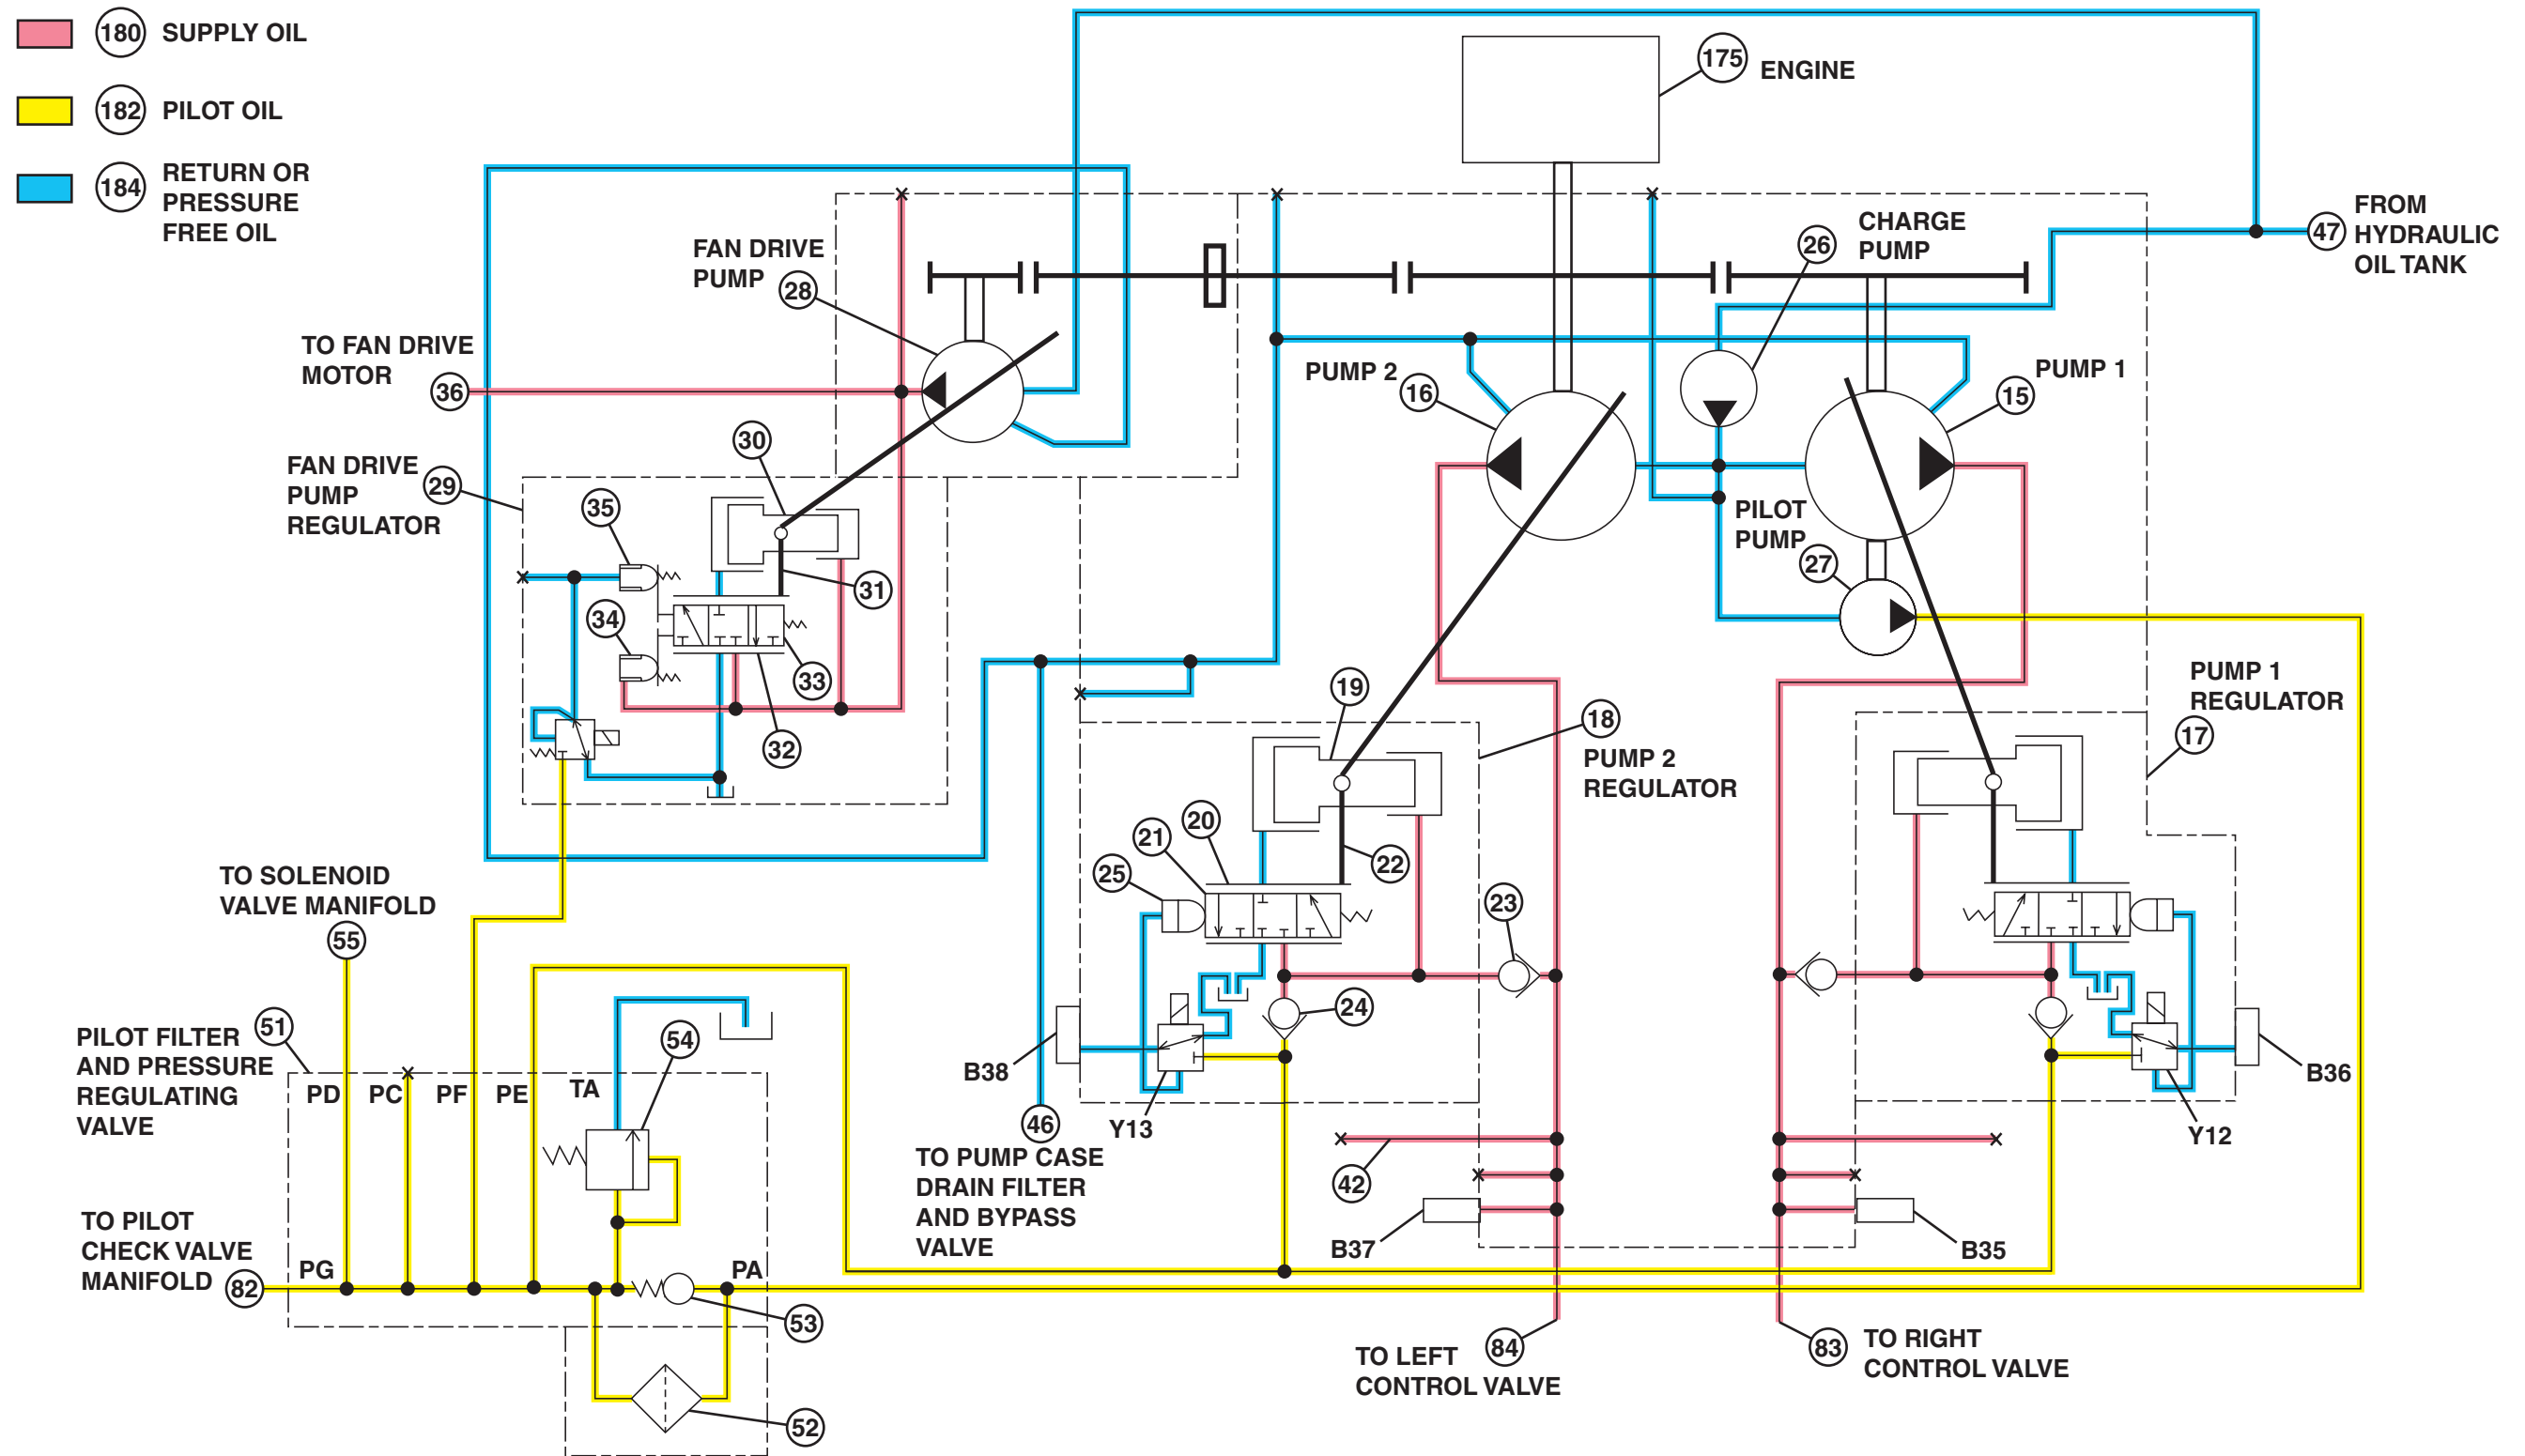 180 SUPPLY OIL
182 PILOT OIL
184 RETURN OR
PRESSURE
FREE OIL
175 ENGINE
FROM
47 HYDRAULIC
OIL TANK
CHARGE
PUMP
26
FAN DRIVE
PUMP 28
TO FAN DRIVE
MOTOR
36
PUMP 2
16
PUMP 1
15
FAN DRIVE
PUMP
REGULATOR
29
30
35
34
31
33
32
PILOT
PUMP
27
PUMP 1
REGULATOR
17
19
18
PUMP 2
REGULATOR
20
21
25
22
23
24
TO SOLENOID
VALVE MANIFOLD
55
PILOT FILTER
AND PRESSURE
REGULATING
VALVE
51
54
PD PC PF PE TA
B38
Y13
46
TO PUMP CASE
DRAIN FILTER
AND BYPASS
VALVE
42
B37
B35
B36
Y12
TO PILOT
CHECK VALVE
MANIFOLD
82
PG
PA
53
52
TO LEFT
CONTROL VALVE
84
83
TO RIGHT
CONTROL VALVE